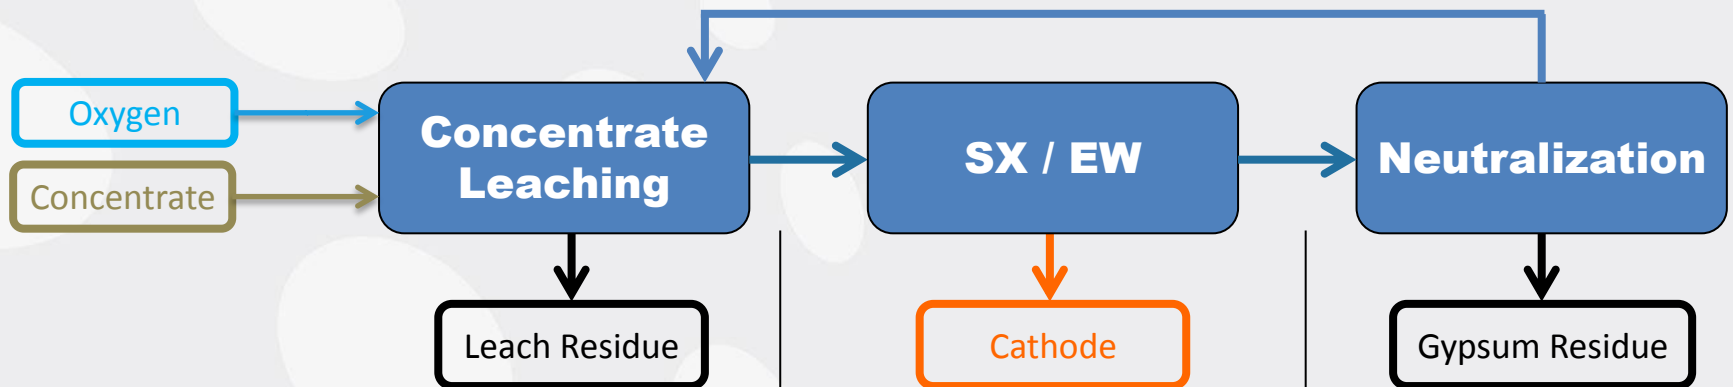 Oxygen
Concentrate
Concentrate
Leaching
SX / EW
Neutralization
Leach Residue
Cathode
Gypsum Residue